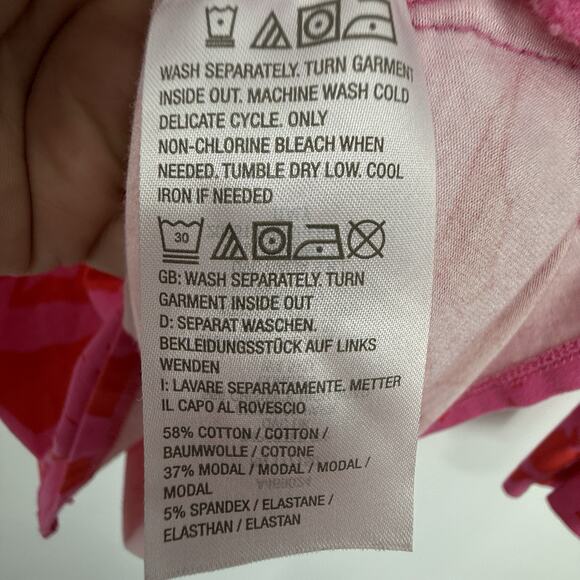 WASH SEPARATELY. TURN GARMENT
INSIDE OUT. MACHINE WASH COLD
DELICATE CYCLE. ONLY
NON-CHLORINE BLEACH WHEN
NEEDED. TUMBLE DRY LOW. COOL
IRON IF NEEDED
30
GB: WASH SEPARATELY. TURN
GARMENT INSIDE OUT
D: SEPARAT WASCHEN.
BEKLEIDUNGSSTÜCK AUF LINKS
WENDEN
I: LAVARE SEPARATAMENTE. METTER
IL CAPO AL ROVESCIO
58% COTTON / COTTON /
BAUMWOLLE / COTONE
37% MODAL / MODAL / MODAL /
MODAL
5% SPANDEX / ELASTANE /
ELASTHAN / ELASTAN